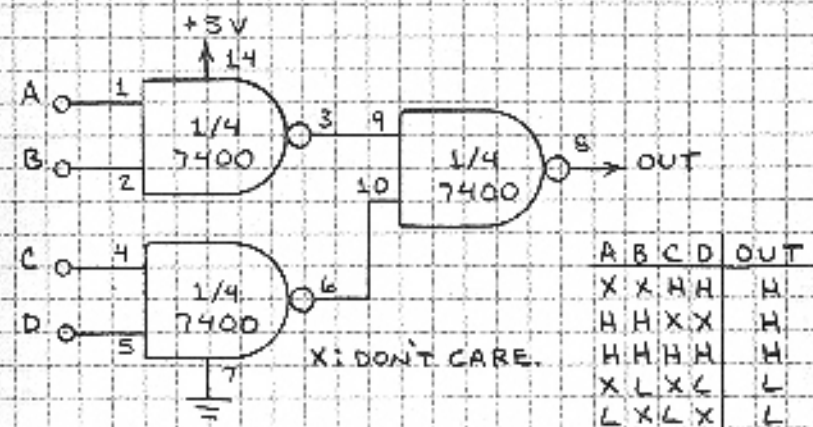 +5V
14
A 1 3 9
1/4
7400
B 2
1/4
7400
8 OUT
10
C 4
1/4
7400
6
D 5
7
X: DON'T CARE.
A B C D OUT
X X H H H
H H X X H
H H H H H
X L X L L
L X L X L